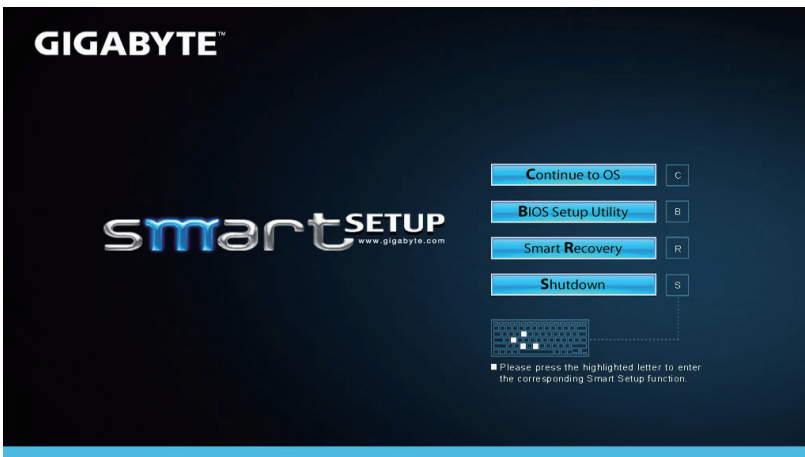 GIGABYTE™
smart SETUP
www.gigabyte.com
Continue to OS C
BIOS Setup Utility B
Smart Recovery R
Shutdown S
Please press the highlighted letter to enter
the corresponding Smart Setup function.